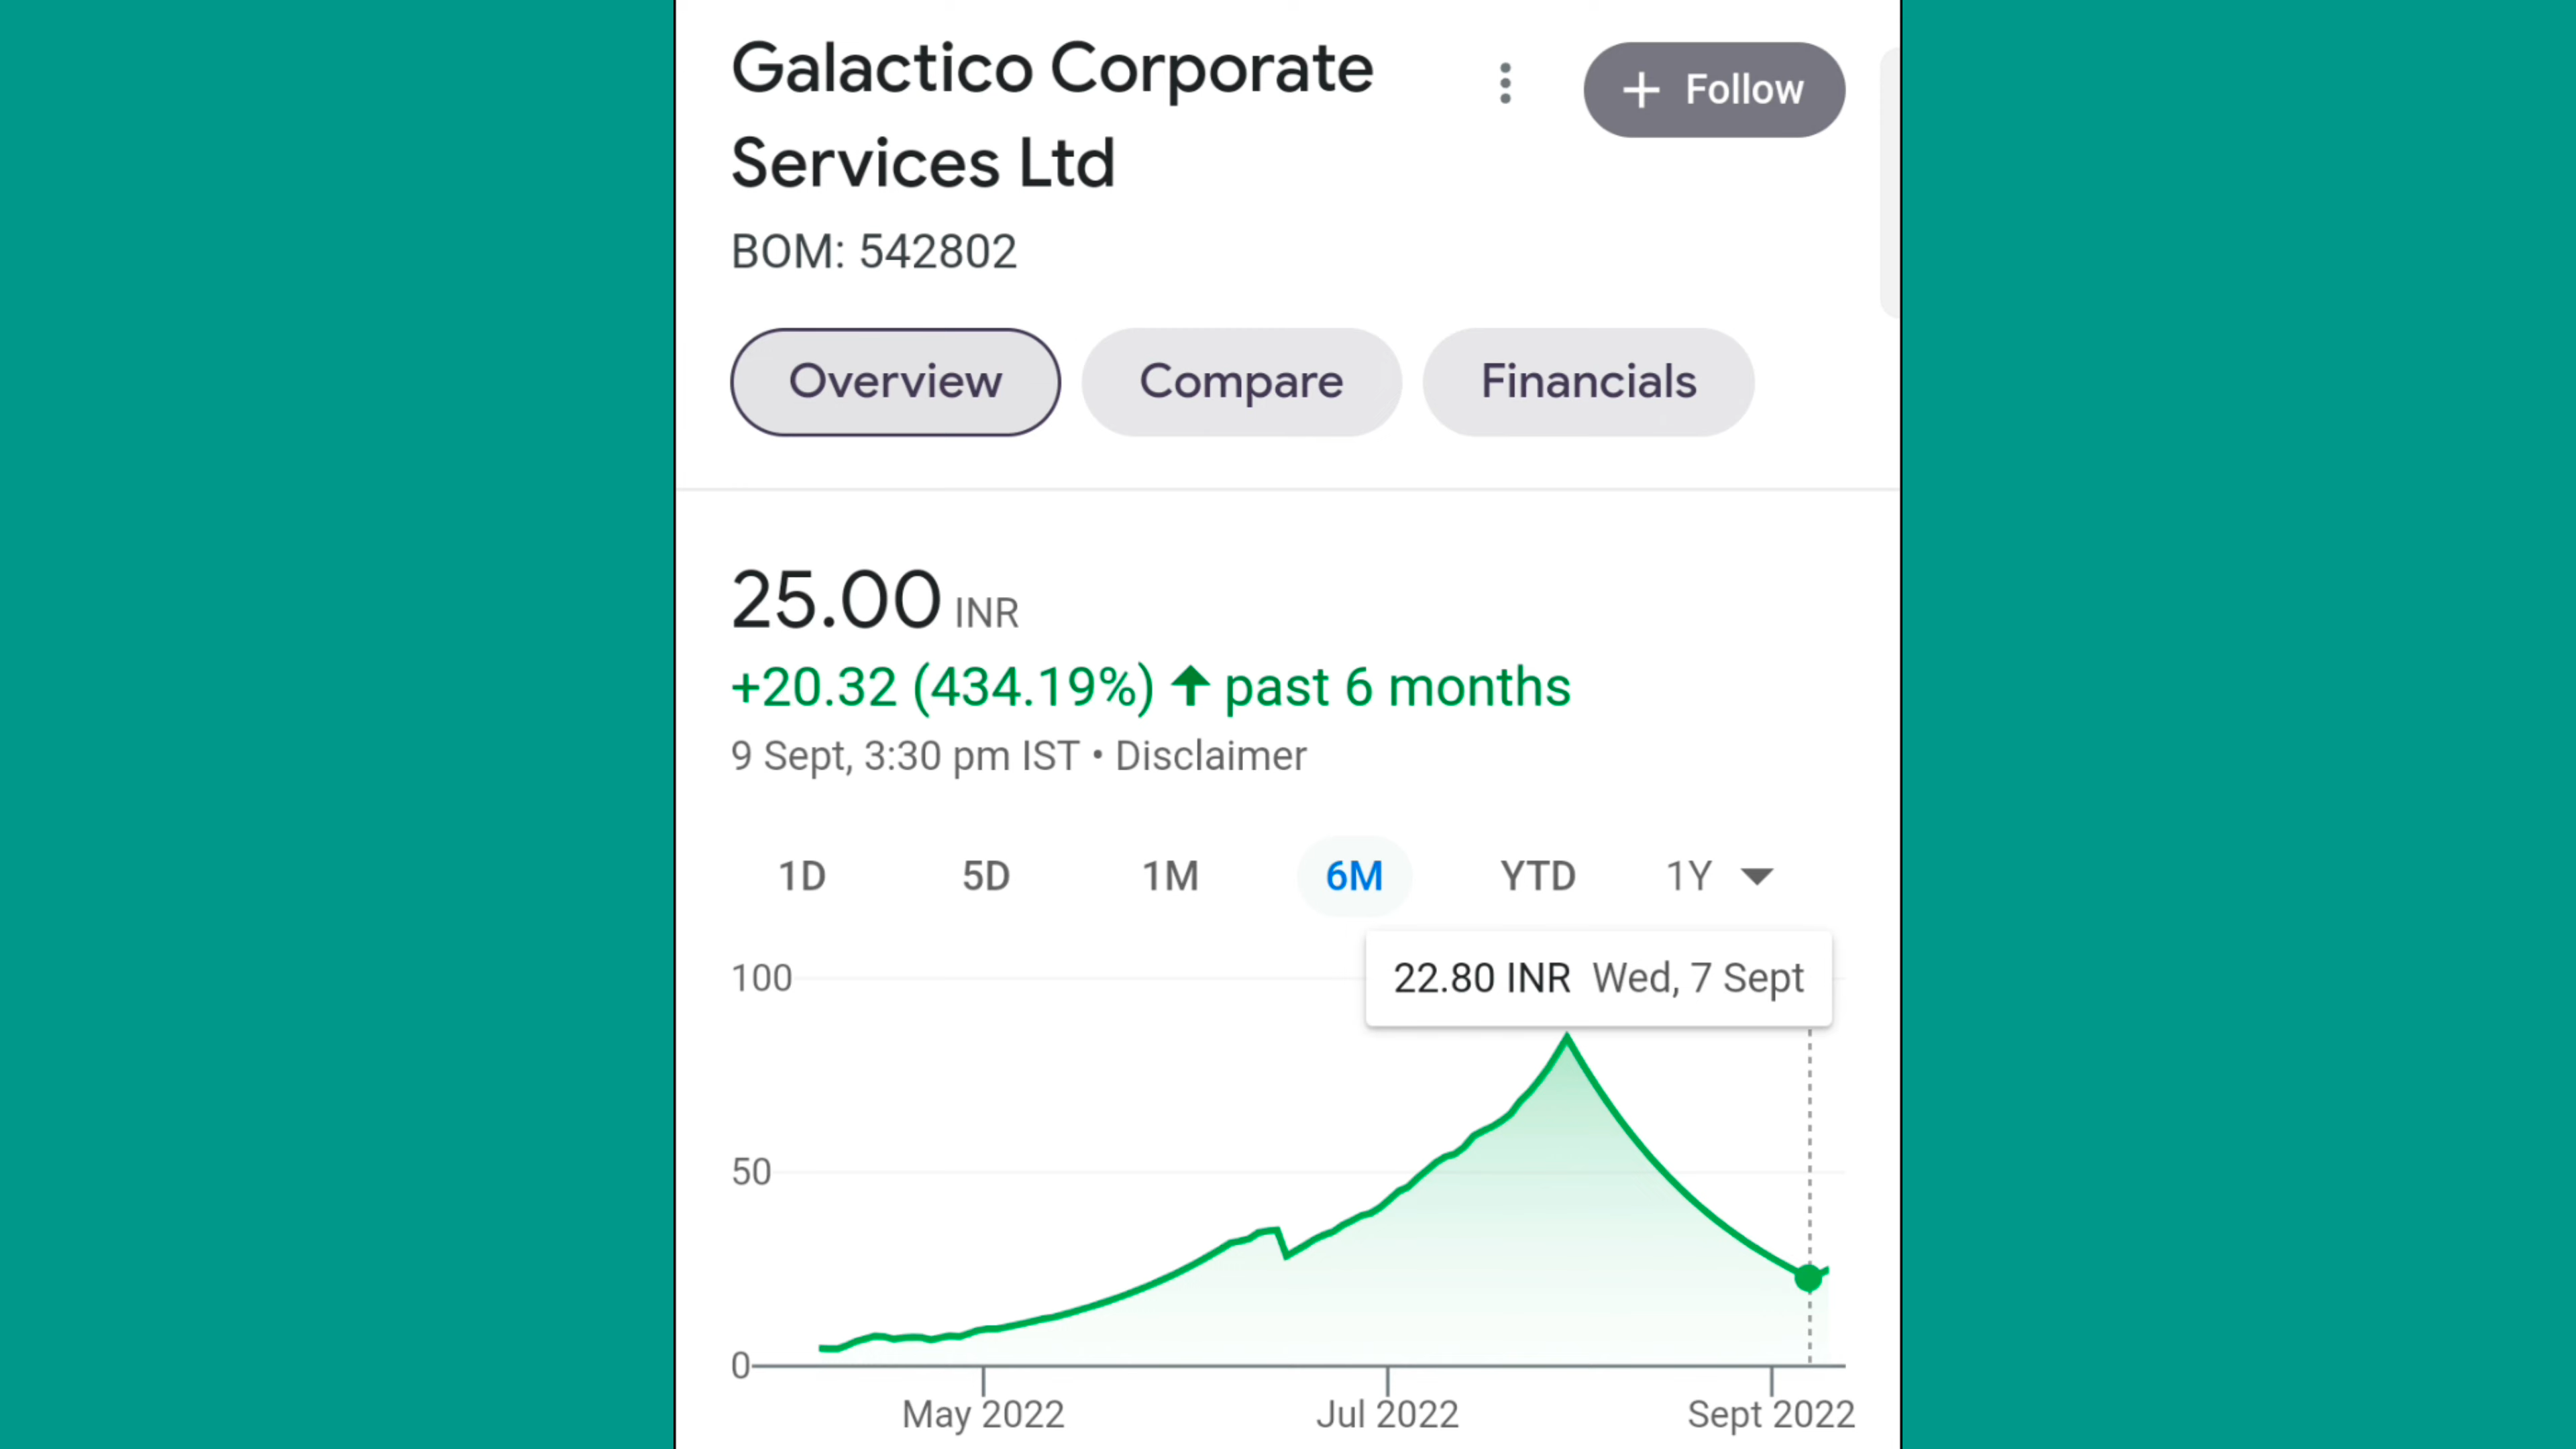 Galactico Corporate
Services Ltd
+ Follow
BOM: 542802
Overview Compare Financials
25.00 INR
+20.32 (434.19%) ↑ past 6 months
9 Sept, 3:30 pm IST • Disclaimer
1D 5D 1M 6M YTD 1Y
22.80 INR Wed, 7 Sept
100
50
0
May 2022 Jul 2022 Sept 2022